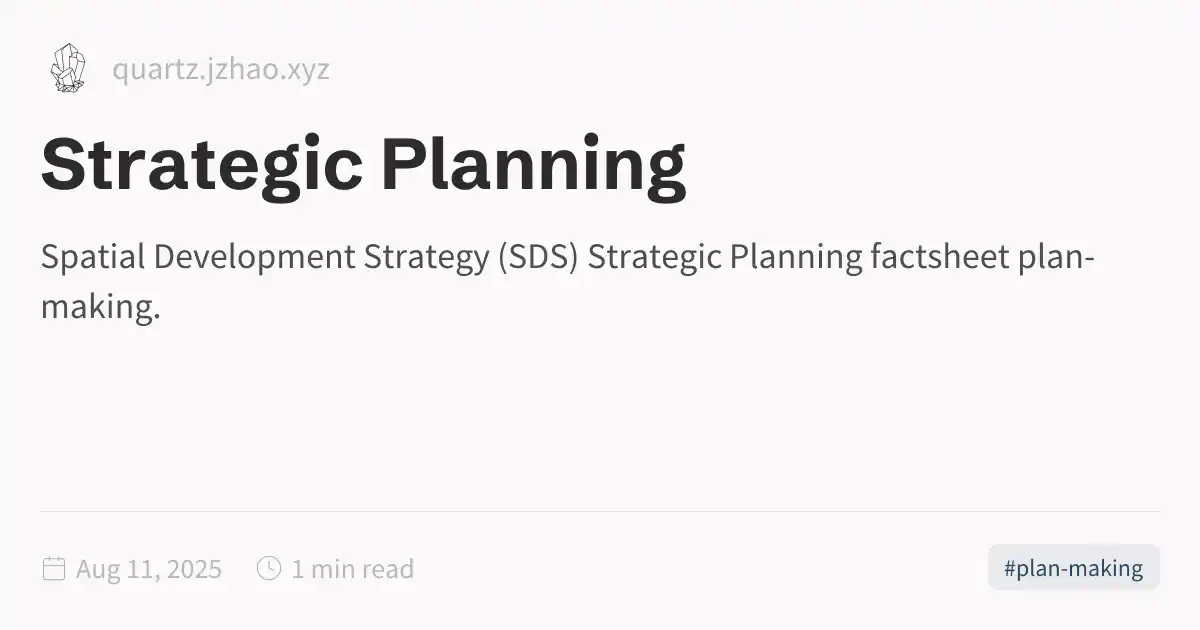 quartz.jzhao.xyz
Strategic Planning
Spatial Development Strategy (SDS) Strategic Planning factsheet plan-
making.
Aug 11, 2025 1 min read #plan-making